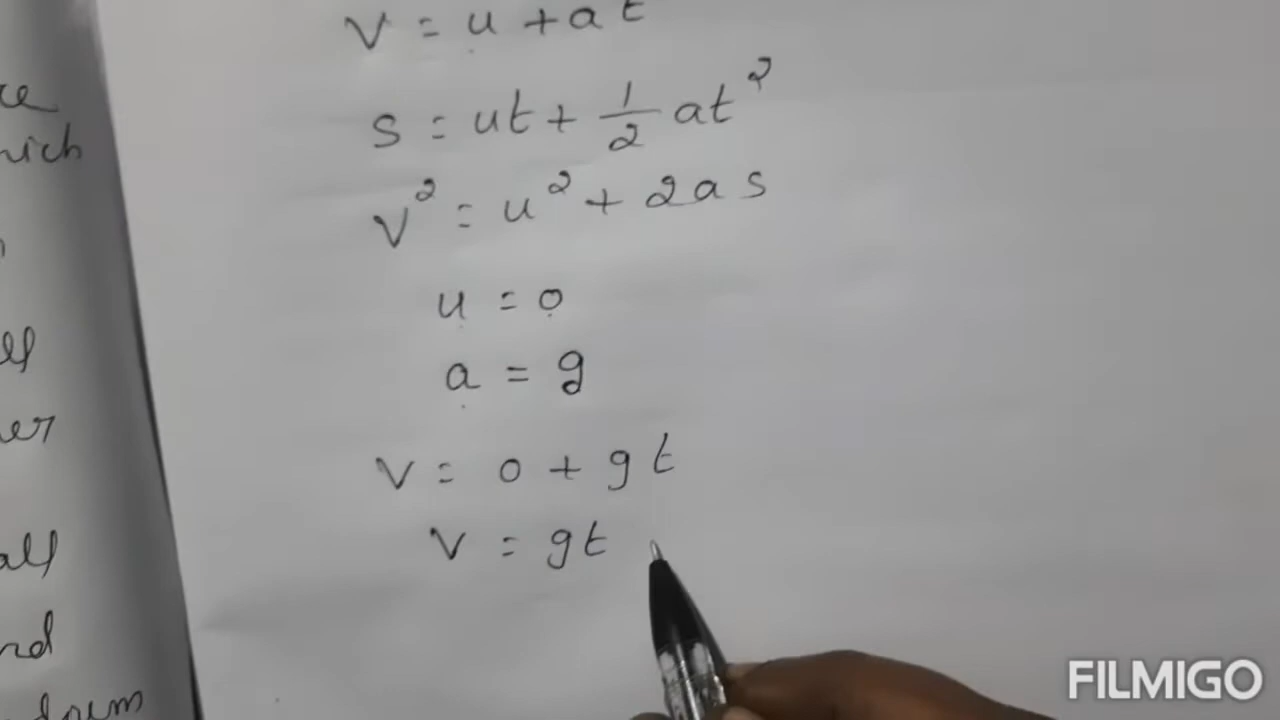 v = u + at
s = ut + 1/2 at²
v² = u² + 2as
u = 0
a = g
v = 0 + gt
v = gt
FILMIGO